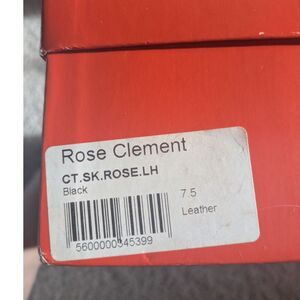 Rose Clement
CT.SK.ROSE.LH
Black
7.5
Leather
5600000345399